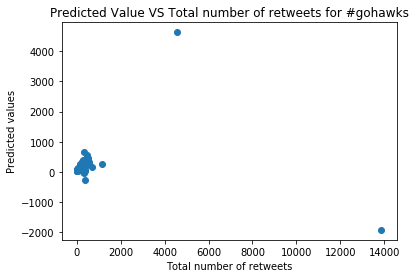 Predicted Value VS Total number of retweets for #gohawks
Predicted values
4000
3000
2000
1000
0
−1000
−2000
0 2000 4000 6000 8000 10000 12000 14000
Total number of retweets